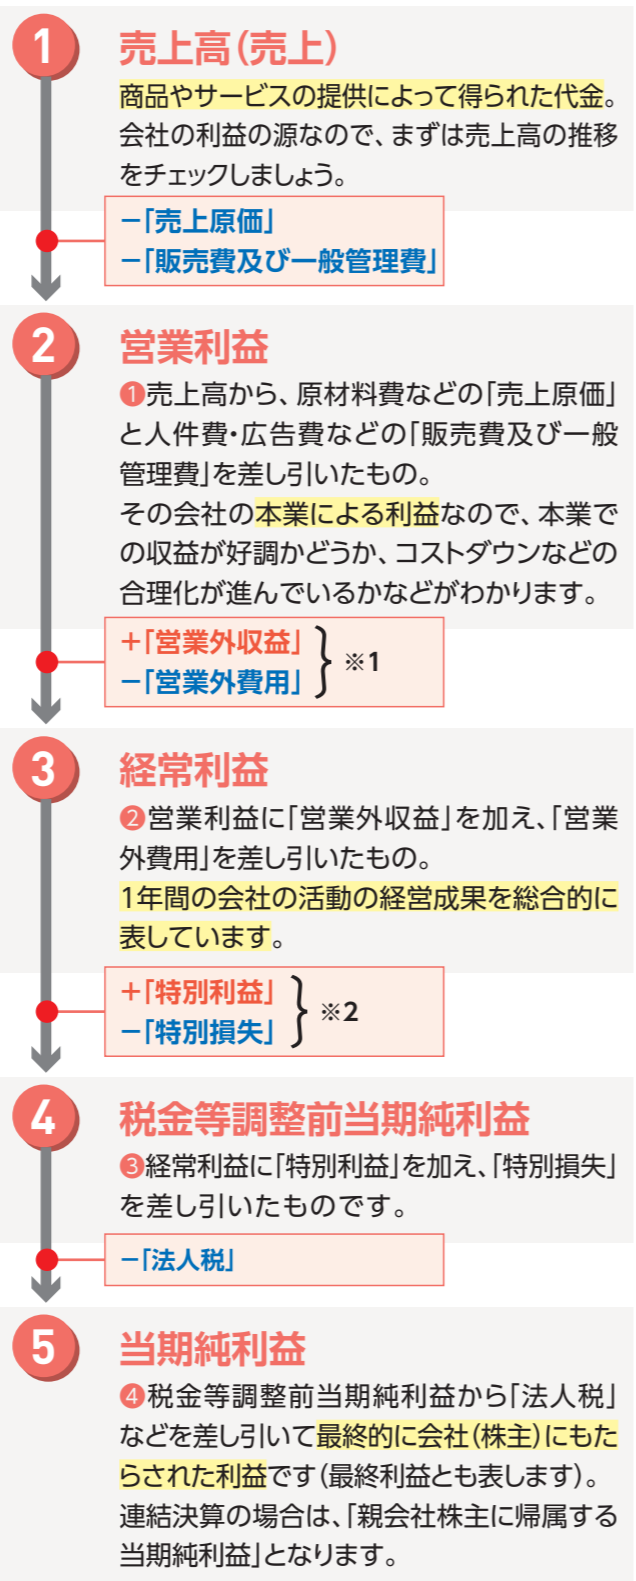 1
売上高(売上)
商品やサービスの提供によって得られた代金。
会社の利益の源なので、まずは売上高の推移
をチェックしましょう。
−「売上原価」
−「販売費及び一般管理費」
2
営業利益
❶売上高から、原材料費などの「売上原価」
と人件費・広告費などの「販売費及び一般
管理費」を差し引いたもの。
その会社の本業による利益なので、本業で
の収益が好調かどうか、コストダウンなどの
合理化が進んでいるかなどがわかります。
+「営業外収益」
−「営業外費用」
※1
3
経常利益
❷営業利益に「営業外収益」を加え、「営業
外費用」を差し引いたもの。
1年間の会社の活動の経営成果を総合的に
表しています。
+「特別利益」
−「特別損失」
※2
4
税金等調整前当期純利益
❸経常利益に「特別利益」を加え、「特別損失」
を差し引いたものです。
−「法人税」
5
当期純利益
❹税金等調整前当期純利益から「法人税」
などを差し引いて最終的に会社(株主)にもた
らされた利益です(最終利益とも表します)。
連結決算の場合は、「親会社株主に帰属する
当期純利益」となります。